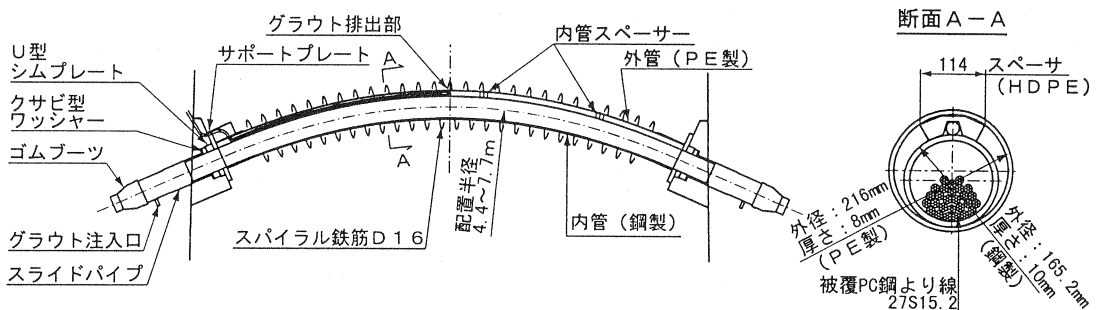 グラウト排出部
U型
シムプレート
サポートプレート
クサビ型
ワッシャー
ゴムブーツ
グラウト注入口
スライドパイプ
A
A
内管スペーサー
外管(PE製)
スパイラル鉄筋D16
配置半径
4.4~7.7m
内管(鋼製)
断面A-A
114
スペーサ
(HDPE)
外径:216mm
厚さ:8mm
(PE製)
外径:165.2mm
厚さ:10mm
(鋼製)
被覆PC鋼より線
27S15.2